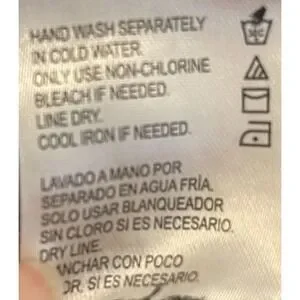 HAND WASH SEPARATELY
IN COLD WATER.
ONLY USE NON-CHLORINE
BLEACH IF NEEDED.
LINE DRY.
COOL IRON IF NEEDED.
LAVADO A MANO POR
SEPARADO EN AGUA FRÍA.
SOLO USAR BLANQUEADOR
SIN CLORO SI ES NECESARIO.
DRY LINE.
ANCHAR CON POCO
OR. SI ES NECESARIO.